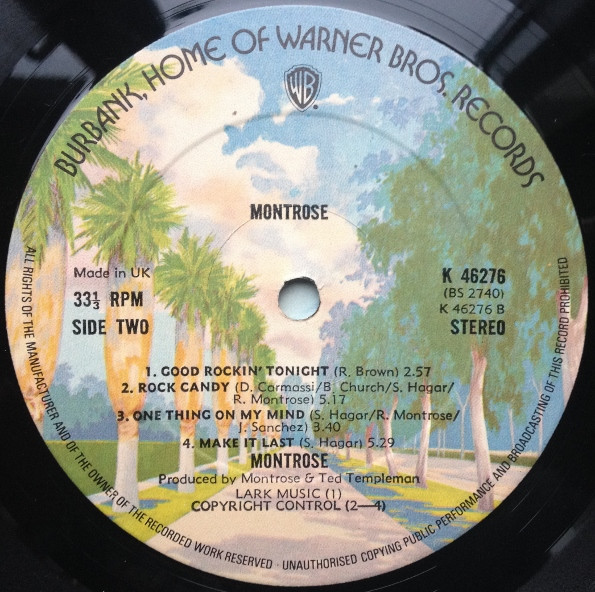 BURBANK, HOME OF WARNER BROS. RECORDS
WB
MONTROSE
Made in UK
33⅓ RPM
SIDE TWO
K 46276
(BS 2740)
K 46276 B
STEREO
1. GOOD ROCKIN' TONIGHT (R. Brown) 2.57
2. ROCK CANDY (D. Carmassi/B. Church/S. Hagar/
R. Montrose) 5.17
3. ONE THING ON MY MIND (S. Hagar/R. Montrose/
J. Sanchez) 3.40
4. MAKE IT LAST (S. Hagar) 5.29
MONTROSE
Produced by Montrose & Ted Templeman
LARK MUSIC (1)
COPYRIGHT CONTROL (2—4)
ALL RIGHTS OF THE MANUFACTURER AND OF THE OWNER OF THE RECORDED WORK RESERVED · UNAUTHORISED COPYING PUBLIC PERFORMANCE AND BROADCASTING OF THIS RECORD PROHIBITED